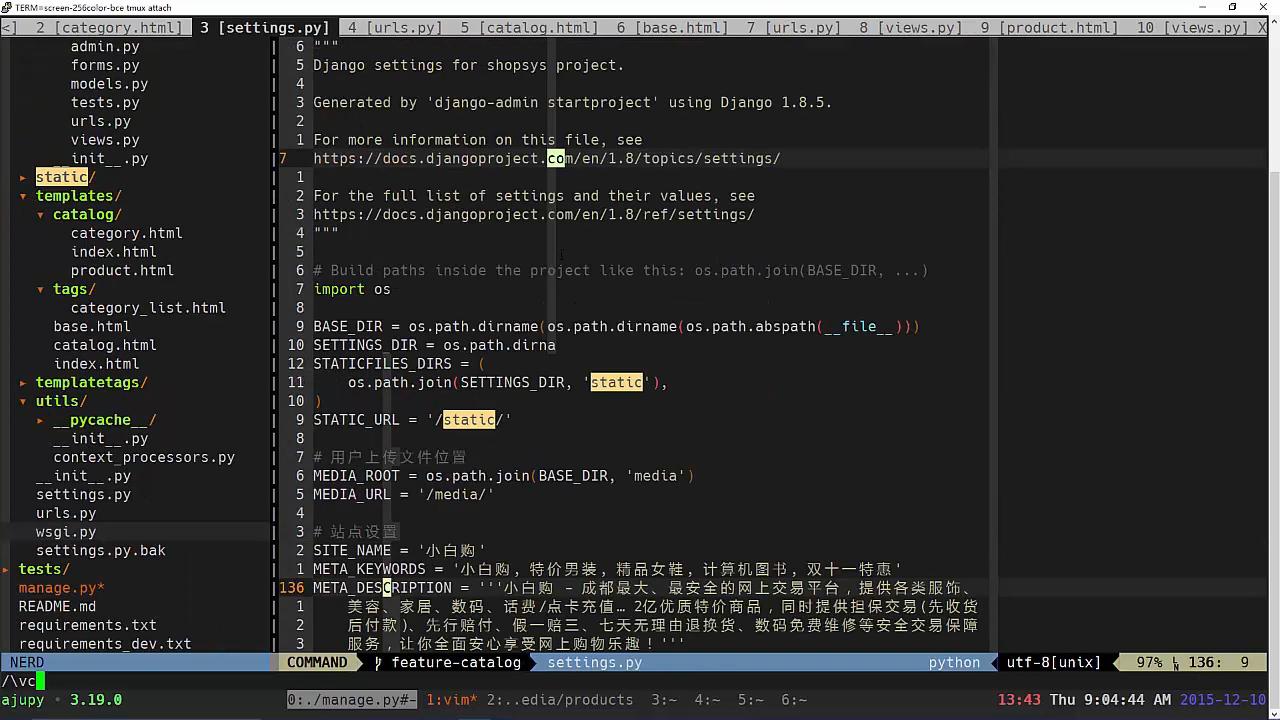 TERM=screen-256color-bce tmux attach
<] 2 [category.html] 3 [settings.py] 4 [urls.py] 5 [catalog.html] 6 [base.html] 7 [urls.py] 8 [views.py] 9 [product.html] 10 [views.py] X
admin.py
forms.py
models.py
tests.py
urls.py
views.py
__init__.py
▸ static/
▾ templates/
▾ catalog/
category.html
index.html
product.html
▾ tags/
category_list.html
base.html
catalog.html
index.html
▸ templatetags/
▾ utils/
▸ __pycache__/
__init__.py
context_processors.py
__init__.py
settings.py
urls.py
wsgi.py
settings.py.bak
▸ tests/
manage.py*
README.md
requirements.txt
requirements_dev.txt
6 """
5 Django settings for shopsys project.
4
3 Generated by 'django-admin startproject' using Django 1.8.5.
2
1 For more information on this file, see
7 https://docs.djangoproject.com/en/1.8/topics/settings/
1
2 For the full list of settings and their values, see
3 https://docs.djangoproject.com/en/1.8/ref/settings/
4 """
5
6 # Build paths inside the project like this: os.path.join(BASE_DIR, ...)
7 import os
8
9 BASE_DIR = os.path.dirname(os.path.dirname(os.path.abspath(__file__)))
10 SETTINGS_DIR = os.path.dirna
12 STATICFILES_DIRS = (
11 os.path.join(SETTINGS_DIR, 'static'),
10 )
9 STATIC_URL = '/static/'
8
7 # 用户上传文件位置
6 MEDIA_ROOT = os.path.join(BASE_DIR, 'media')
5 MEDIA_URL = '/media/'
4
3 # 站点设置
2 SITE_NAME = '小白购'
1 META_KEYWORDS = '小白购, 特价男装, 精品女鞋, 计算机图书, 双十一特惠'
136 META_DESCRIPTION = '''小白购 - 成都最大、最安全的网上交易平台，提供各类服饰、
1 美容、家居、数码、话费/点卡充值… 2亿优质特价商品，同时提供担保交易(先收货
2 后付款)、先行赔付、假一赔三、七天无理由退换货、数码免费维修等安全交易保障
3 服务，让你全面安心享受网上购物乐趣！'''
NERD COMMAND feature-catalog settings.py python utf-8[unix] 97% 136: 9
/\vc
ajupy • 3.19.0 0:./manage.py#- 1:vim* 2:..edia/products 3:~ 4:~ 5:~ 6:~ 13:43 Thu 9:04:44 AM 2015-12-10